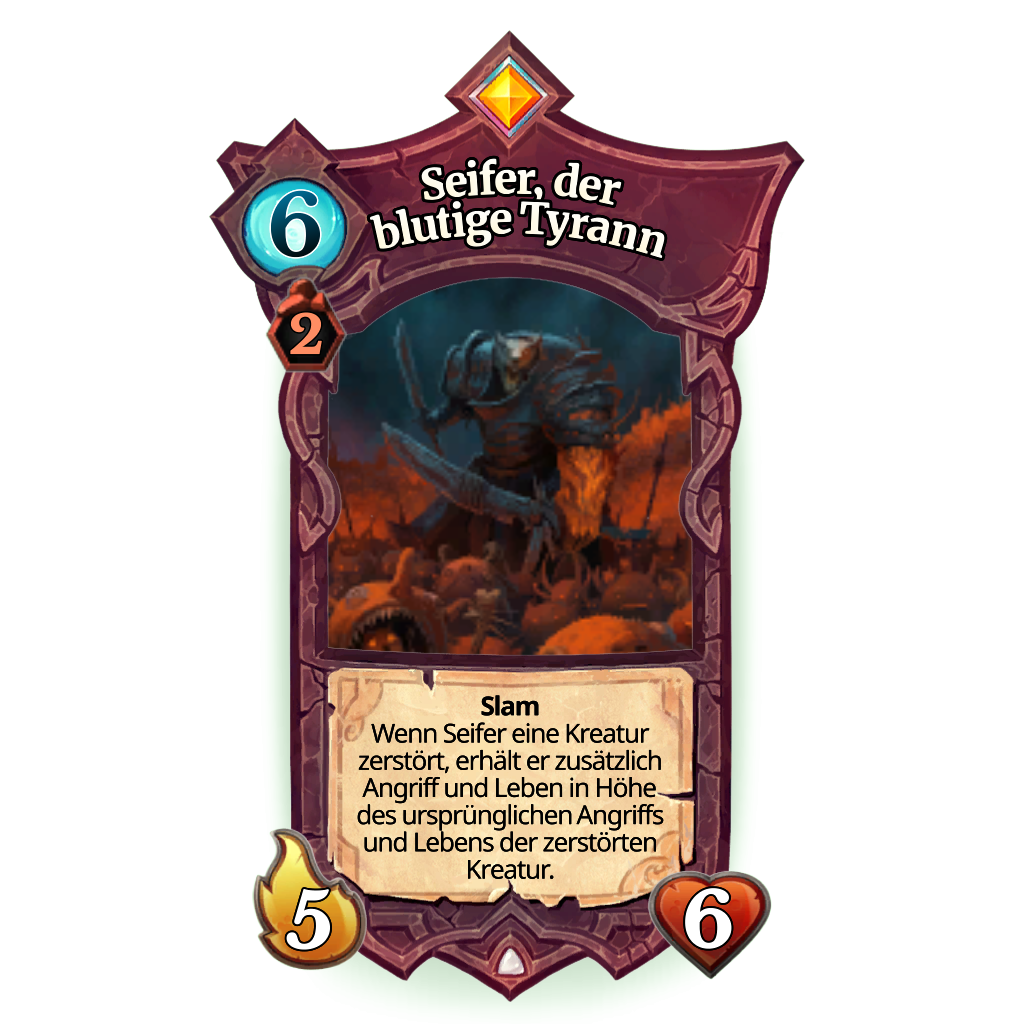 Seifer, der
blutige Tyrann
6
2
Slam
Wenn Seifer eine Kreatur
zerstört, erhält er zusätzlich
Angriff und Leben in Höhe
des ursprünglichen Angriffs
und Lebens der zerstörten
Kreatur.
5
6